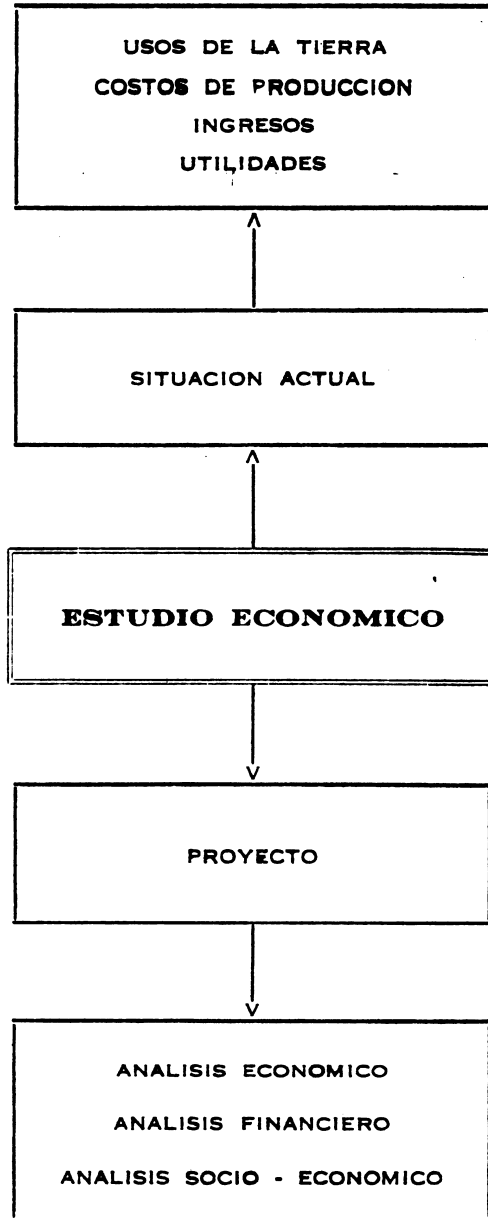 USOS DE LA TIERRA
COSTOS DE PRODUCCION
INGRESOS
UTILIDADES
SITUACION ACTUAL
ESTUDIO ECONOMICO
PROYECTO
ANALISIS ECONOMICO
ANALISIS FINANCIERO
ANALISIS SOCIO - ECONOMICO